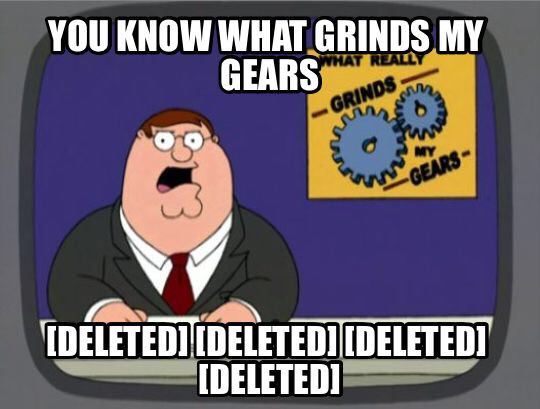 YOU KNOW WHAT GRINDS MY
GEARS
WHAT REALLY
GRINDS
MY
GEARS
[DELETED] [DELETED] [DELETED]
[DELETED]